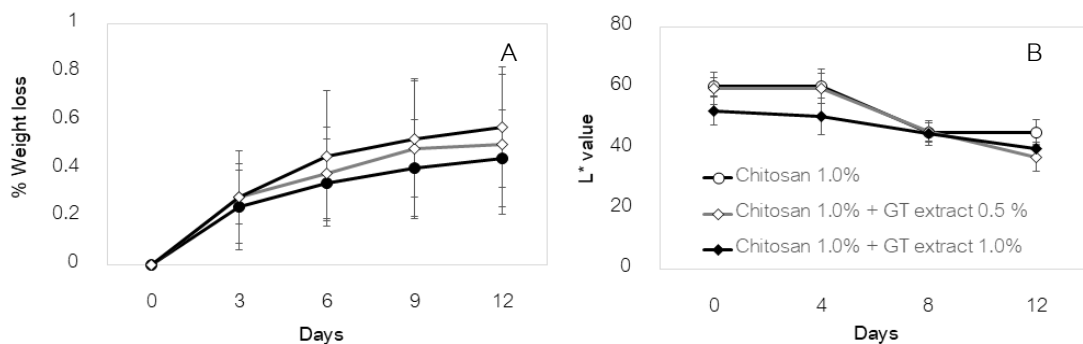 A
% Weight loss
1
0.8
0.6
0.4
0.2
0
0 3 6 9 12
Days
B
L* value
80
60
40
20
0
Chitosan 1.0%
Chitosan 1.0% + GT extract 0.5 %
Chitosan 1.0% + GT extract 1.0%
0 4 8 12
Days